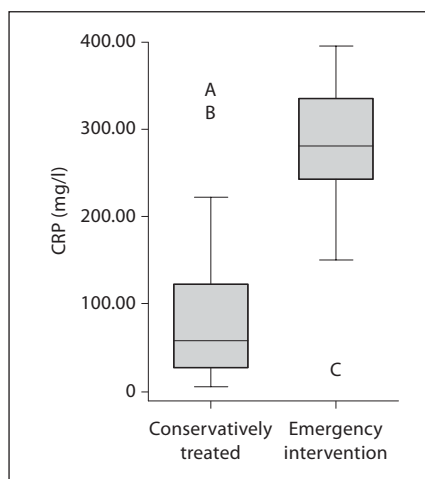 400.00
300.00
200.00
100.00
0
CRP (mg/l)
A
B
C
Conservatively
treated
Emergency
intervention